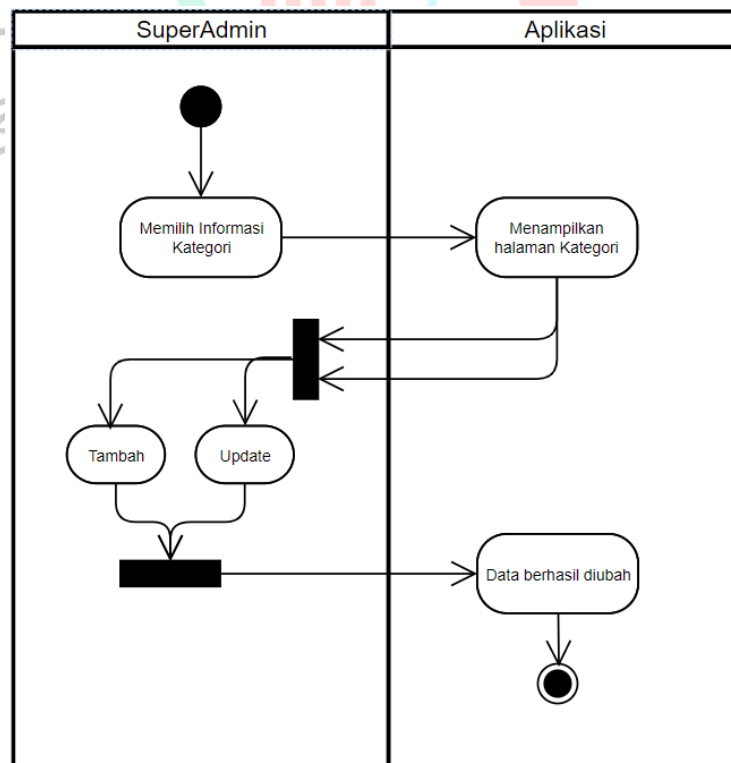 SuperAdmin
Aplikasi
Memilih Informasi
Kategori
Menampilkan
halaman Kategori
Tambah
Update
Data berhasil diubah